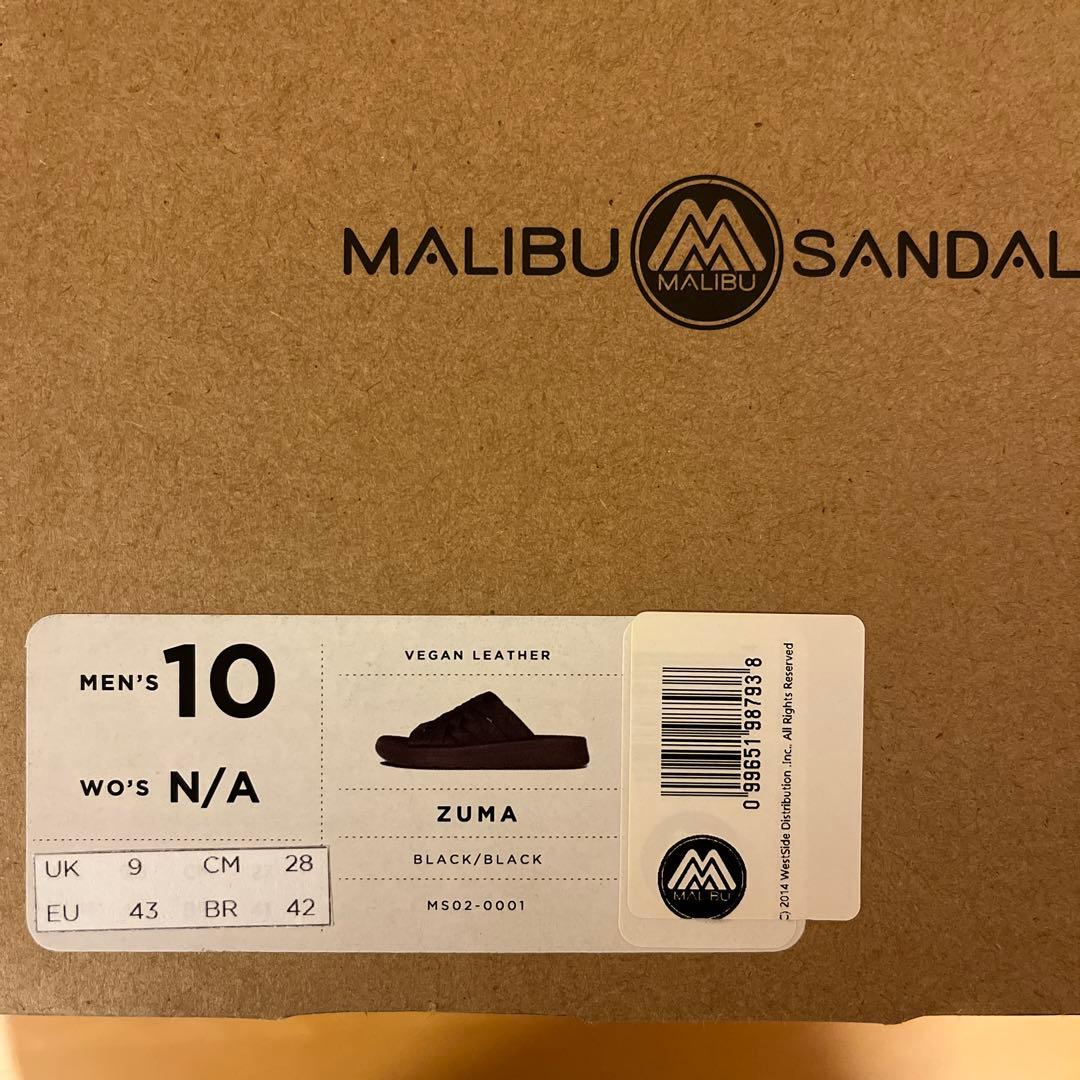 MALIBU MALIBU SANDAL
MEN'S 10
WO'S N/A
UK 9 CM 28
EU 43 BR 42
VEGAN LEATHER
ZUMA
BLACK/BLACK
MS02-0001
0 99651 98793 8
MALIBU
C) 2014 WestSide Distribution .Inc.. All Rights Reserved